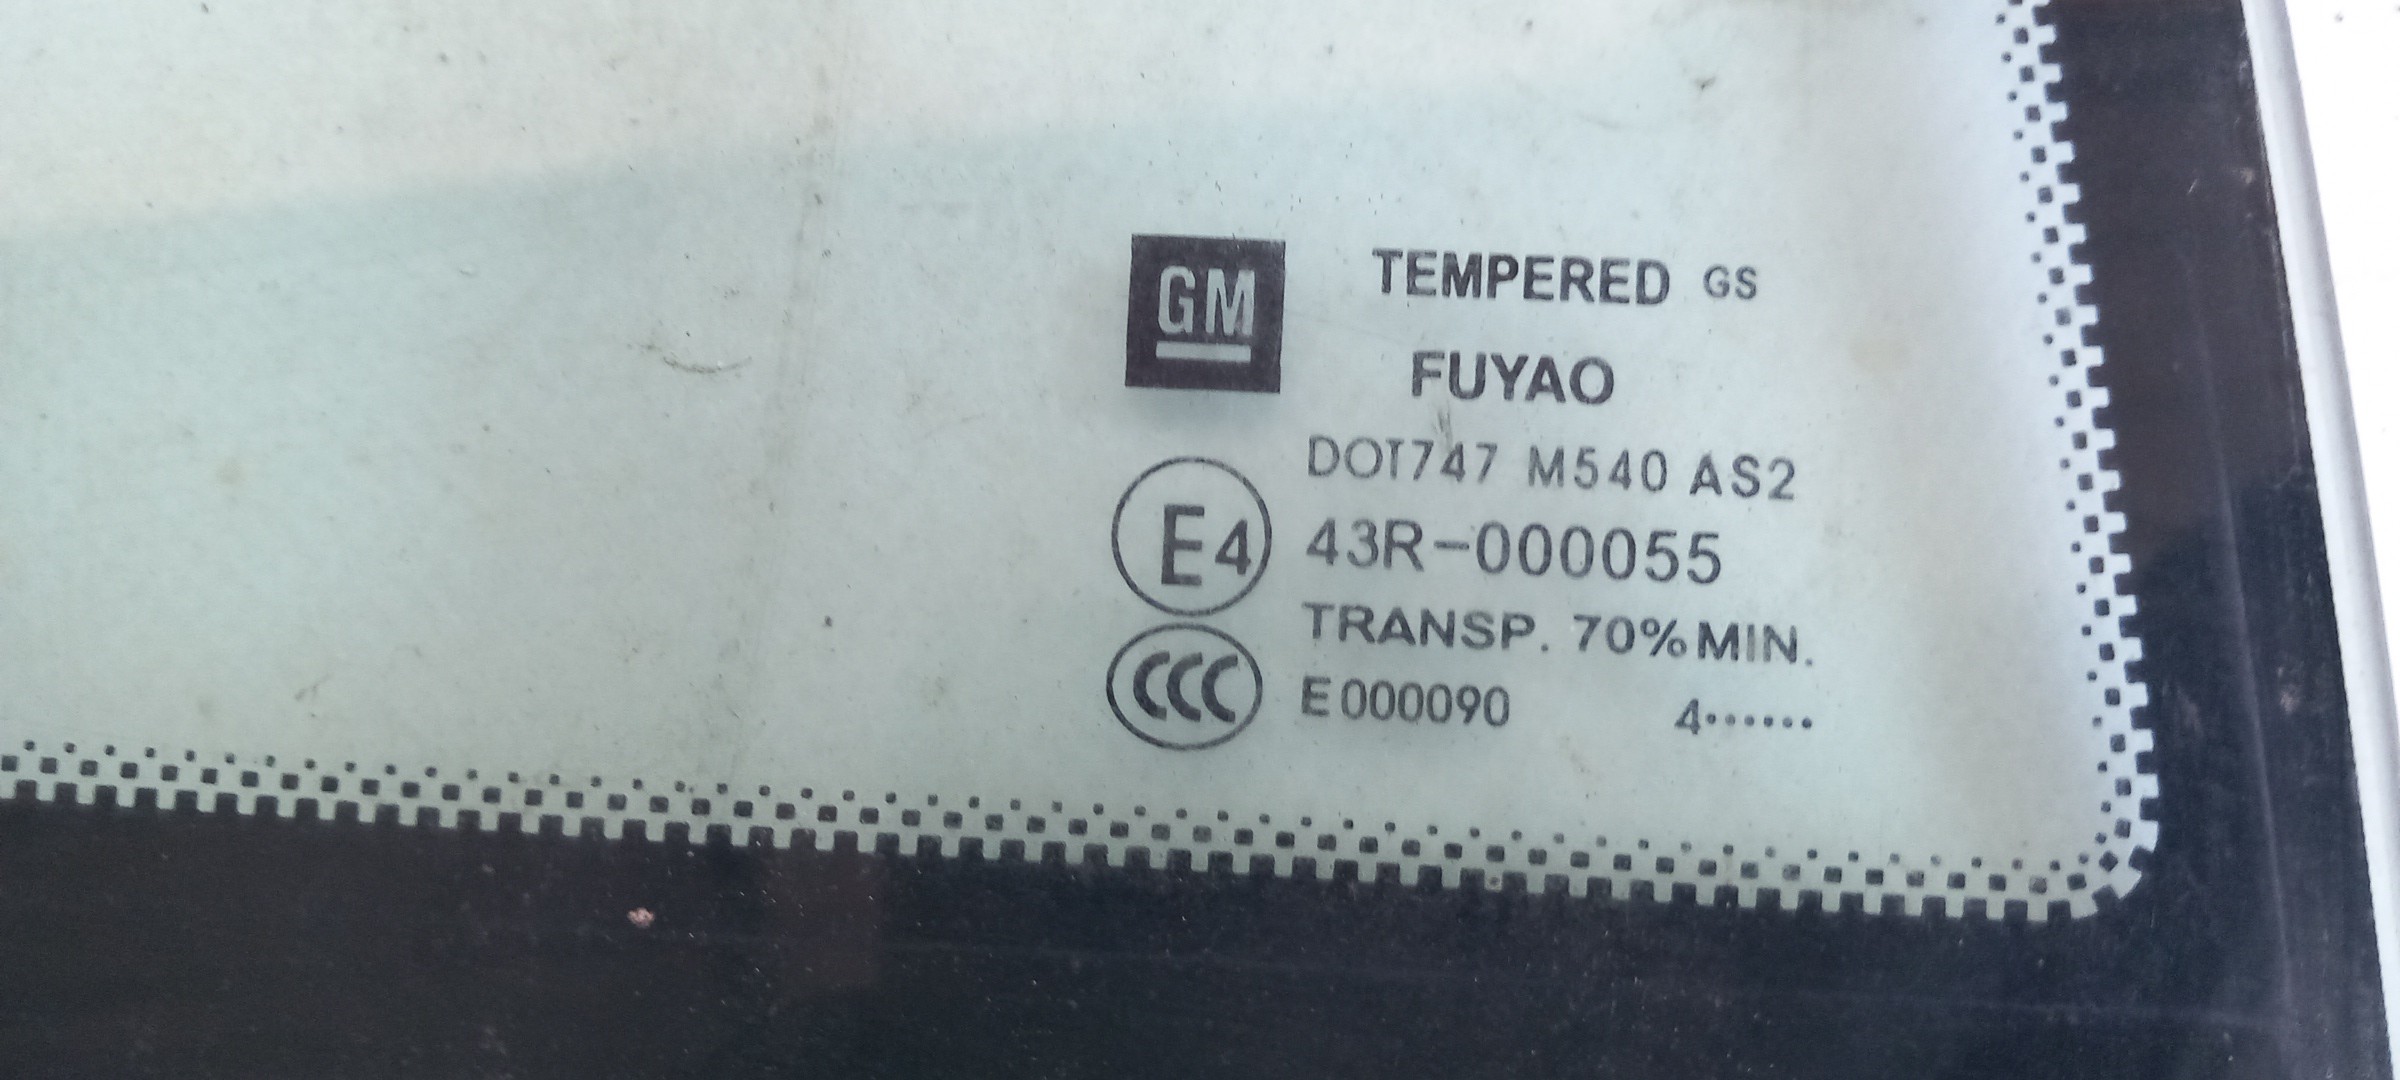 GM
TEMPERED GS
FUYAO
DOT747 M540 AS2
E4 43R-000055
TRANSP. 70% MIN.
CCC E000090 4••••••